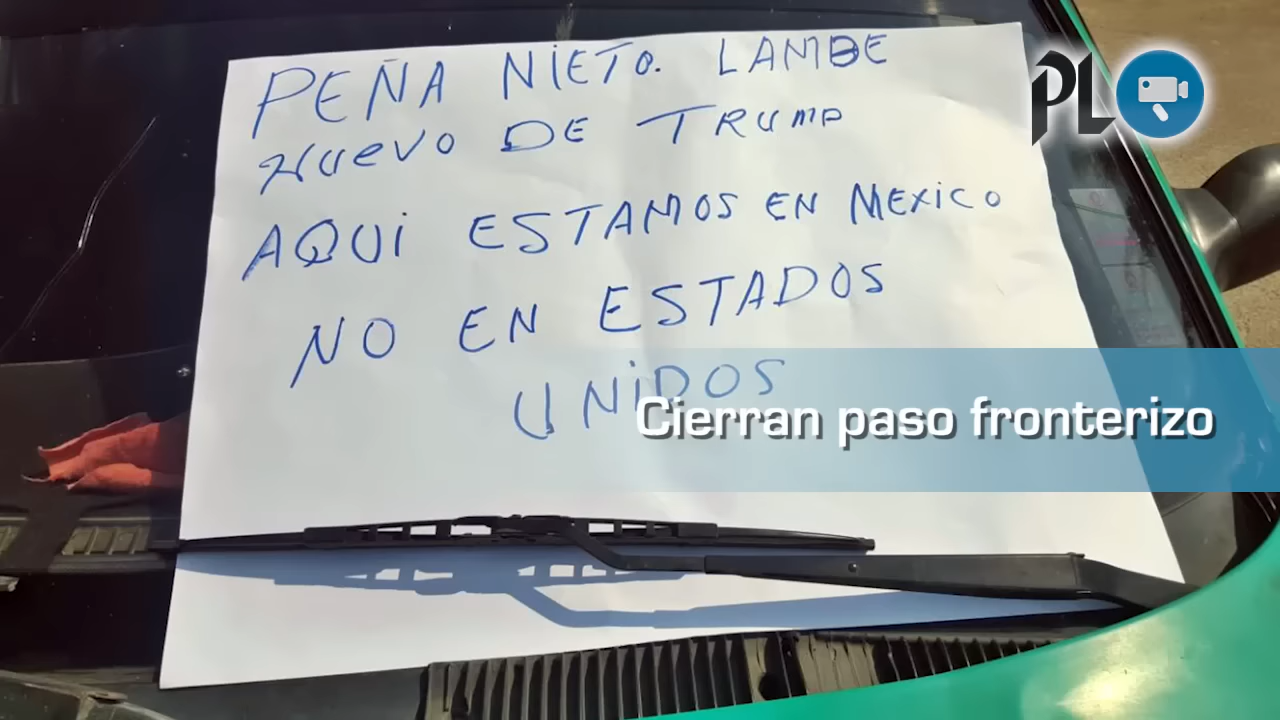 PEÑA NiETO. LAMBE
HUEVO DE TRUMP
AQUi ESTAMOS EN MEXiCO
NO EN ESTADOS
UNiDOS
PL
Cierran paso fronterizo